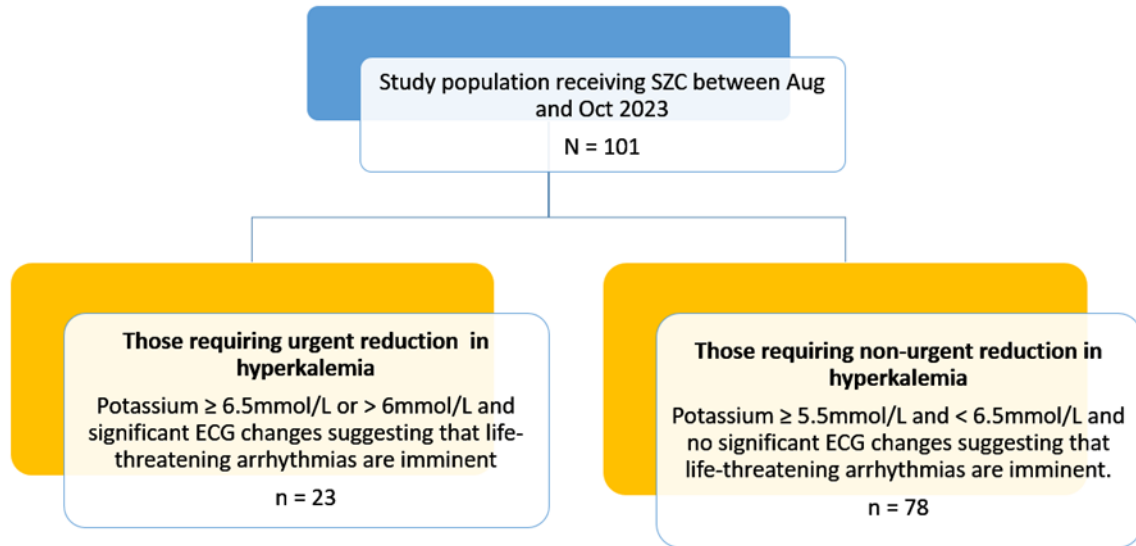 Study population receiving SZC between Aug
and Oct 2023
N = 101
Those requiring urgent reduction in
hyperkalemia
Potassium ≥ 6.5mmol/L or > 6mmol/L and
significant ECG changes suggesting that life-
threatening arrhythmias are imminent
n = 23
Those requiring non-urgent reduction in
hyperkalemia
Potassium ≥ 5.5mmol/L and < 6.5mmol/L and
no significant ECG changes suggesting that
life-threatening arrhythmias are imminent.
n = 78